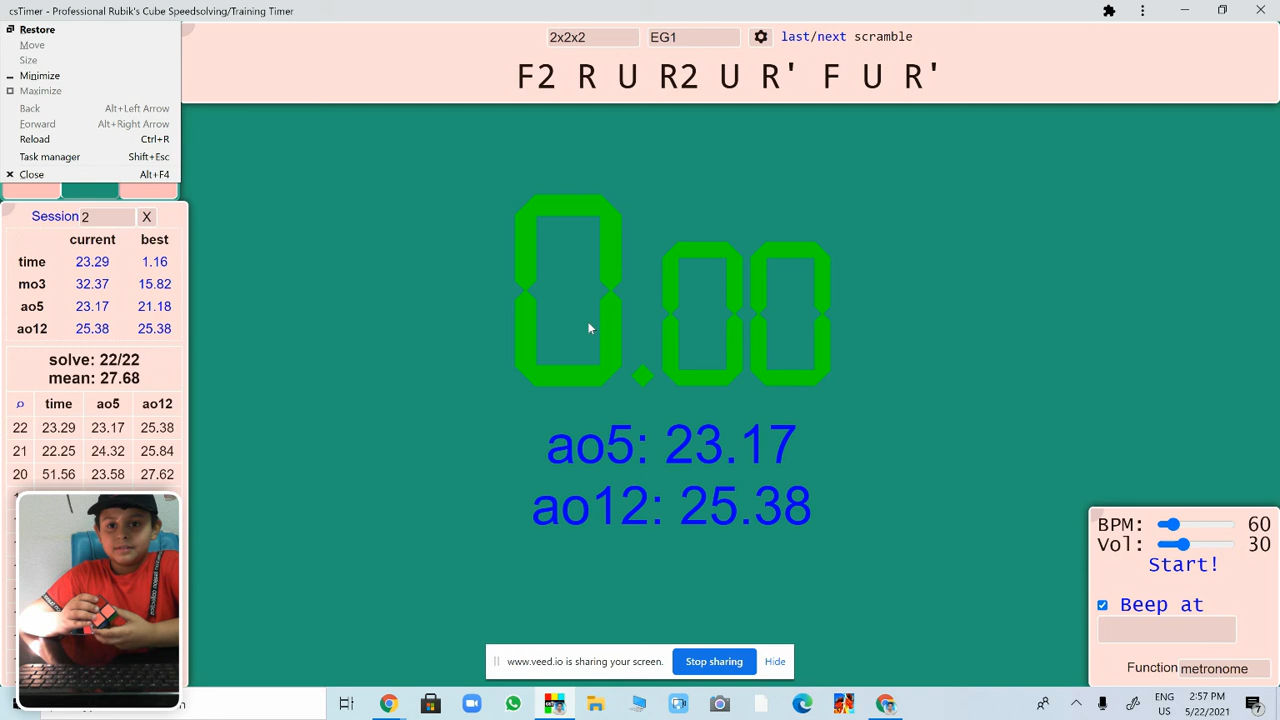 csTimer - Professional Rubik's Cube Speedsolving/Training Timer
Restore
Move
Size
Minimize
Maximize
Back Alt+Left Arrow
Forward Alt+Right Arrow
Reload Ctrl+R
Task manager Shift+Esc
Close Alt+F4
2x2x2 EG1 last/next scramble
F2 R U R2 U R' F U R'
Session 2 X
current best
time 23.29 1.16
mo3 32.37 15.82
ao5 23.17 21.18
ao12 25.38 25.38
solve: 22/22
mean: 27.68
time ao5 ao12
22 23.29 23.17 25.38
21 22.25 24.32 25.84
20 51.56 23.58 27.62
0.00
ao5: 23.17
ao12: 25.38
BPM: 60
Vol: 30
Start!
Beep at
Function metronome
is sharing your screen. Stop sharing Hide
ENG 2:57 PM
US 5/22/2021
7